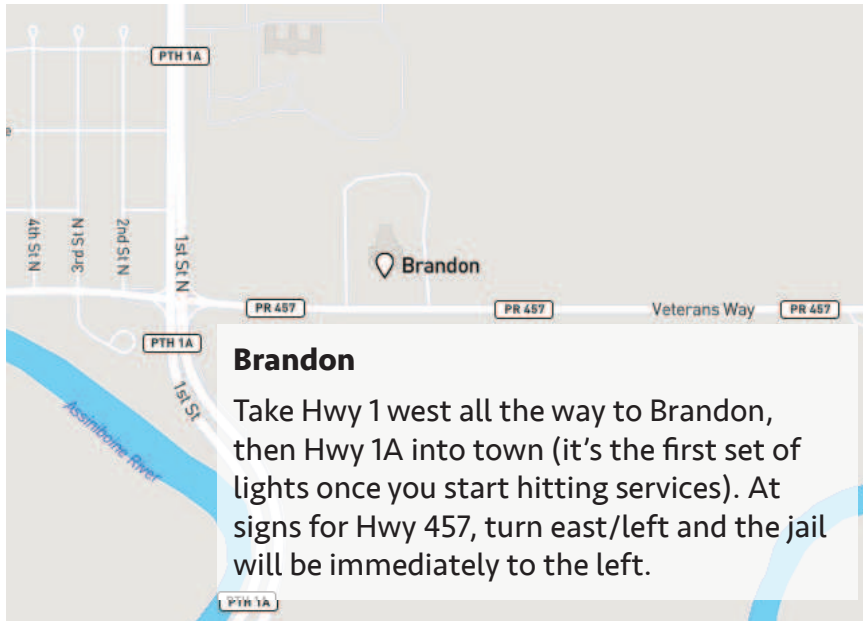 PTH 1A
e
4th St N
3rd St N
2nd St N
1st St N
Brandon
PR 457
PR 457
Veterans Way
PR 457
PTH 1A
1st St
Assiniboine River
Brandon
Take Hwy 1 west all the way to Brandon,
then Hwy 1A into town (it’s the first set of
lights once you start hitting services). At
signs for Hwy 457, turn east/left and the jail
will be immediately to the left.
PTH 1A